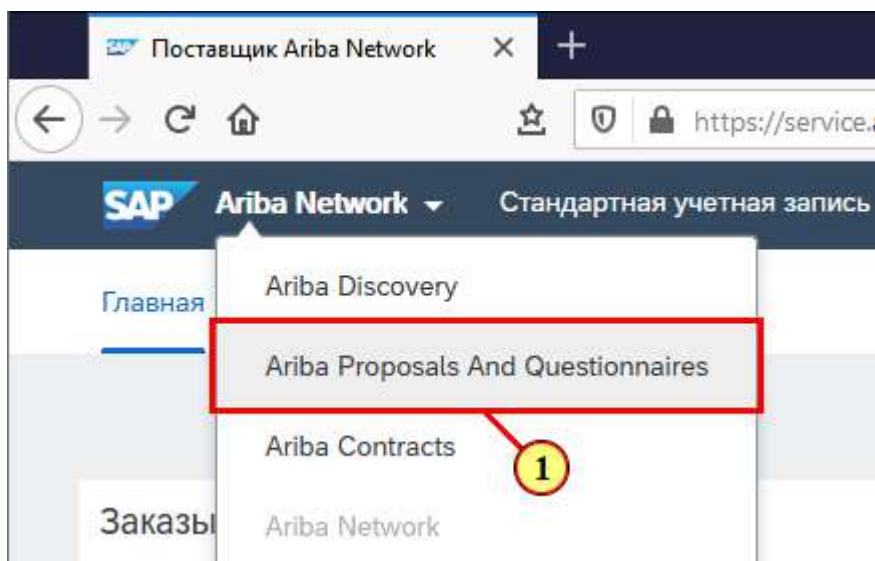 SAP Поставщик Ariba Network
https://service.a
SAP Ariba Network Стандартная учетная запись
Главная
Ariba Discovery
Ariba Proposals And Questionnaires
Ariba Contracts
1
Заказы
Ariba Network